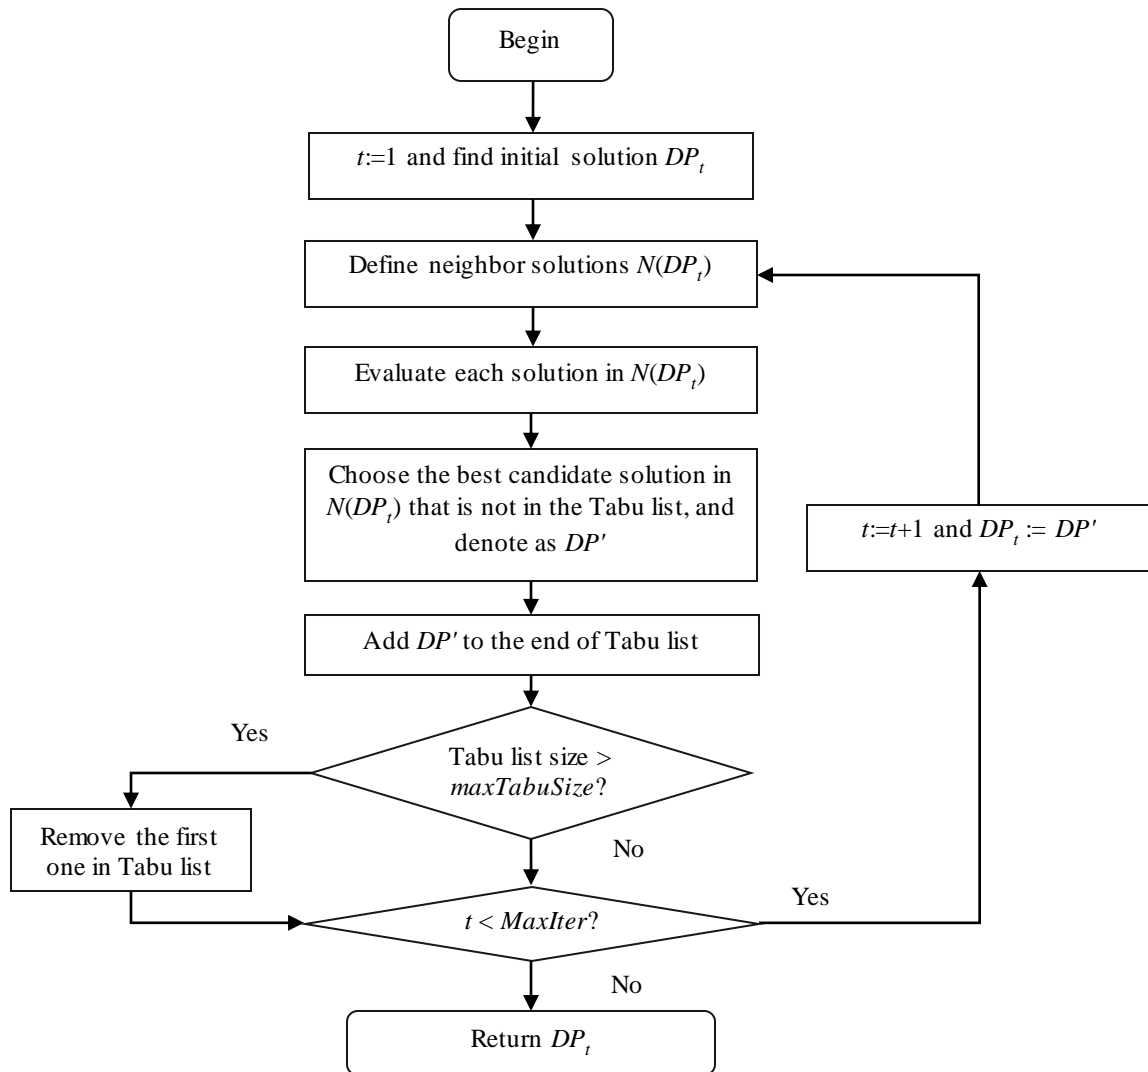 Begin
t:=1 and find initial solution DPt
Define neighbor solutions N(DPt)
Evaluate each solution in N(DPt)
Choose the best candidate solution in
N(DPt) that is not in the Tabu list, and
denote as DP'
t:=t+1 and DPt := DP'
Add DP' to the end of Tabu list
Yes
Tabu list size >
maxTabuSize?
Remove the first
one in Tabu list
No
t < MaxIter?
Yes
No
Return DPt